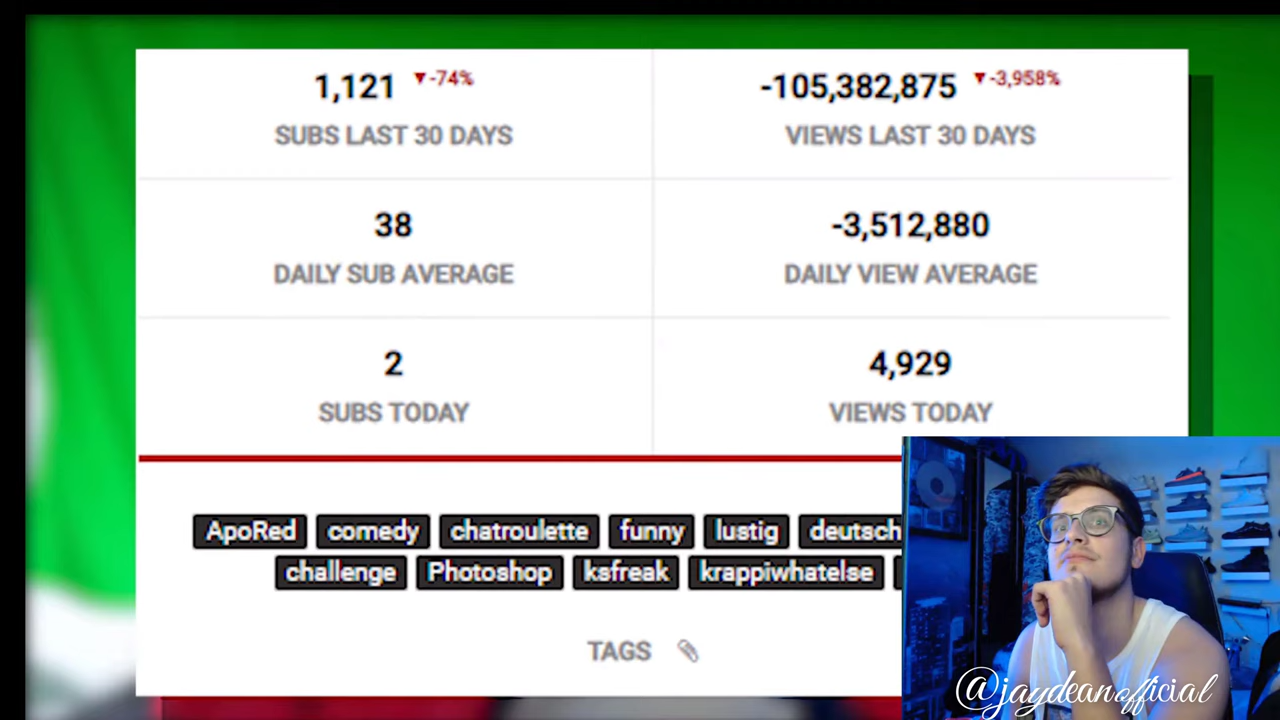 1,121 ▼-74%
SUBS LAST 30 DAYS
-105,382,875 ▼-3,958%
VIEWS LAST 30 DAYS
38
DAILY SUB AVERAGE
-3,512,880
DAILY VIEW AVERAGE
2
SUBS TODAY
4,929
VIEWS TODAY
ApoRed comedy chatroulette funny lustig deutsch
challenge Photoshop ksfreak krappiwhatelse
TAGS
@jaydeanofficial